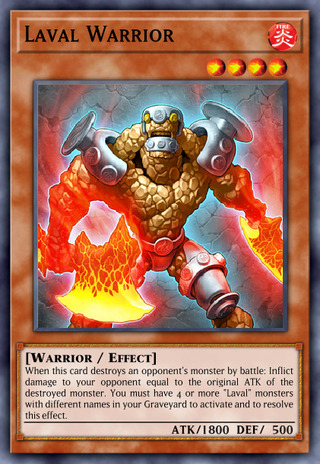 Laval Warrior
FIRE
炎
[Warrior / Effect]
When this card destroys an opponent's monster by battle: Inflict
damage to your opponent equal to the original ATK of the
destroyed monster. You must have 4 or more "Laval" monsters
with different names in your Graveyard to activate and to resolve
this effect.
ATK/1800 DEF/ 500